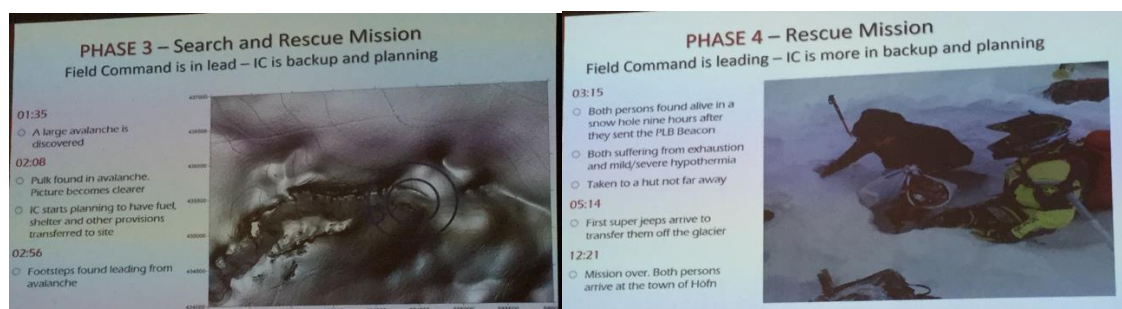 PHASE 3 – Search and Rescue Mission
Field Command is in lead – IC is backup and planning
01:35
A large avalanche is
discovered
02:08
Pulk found in avalanche.
Picture becomes clearer
IC starts planning to have fuel,
shelter and other provisions
transferred to site
02:56
Footsteps found leading from
avalanche
PHASE 4 – Rescue Mission
Field Command is leading – IC is more in backup and planning
03:15
Both persons found alive in a
snow hole nine hours after
they sent the PLB Beacon
Both suffering from exhaustion
and mild/severe hypothermia
Taken to a hut not far away
05:14
First super jeeps arrive to
transfer them off the glacier
12:21
Mission over. Both persons
arrive at the town of Höfn